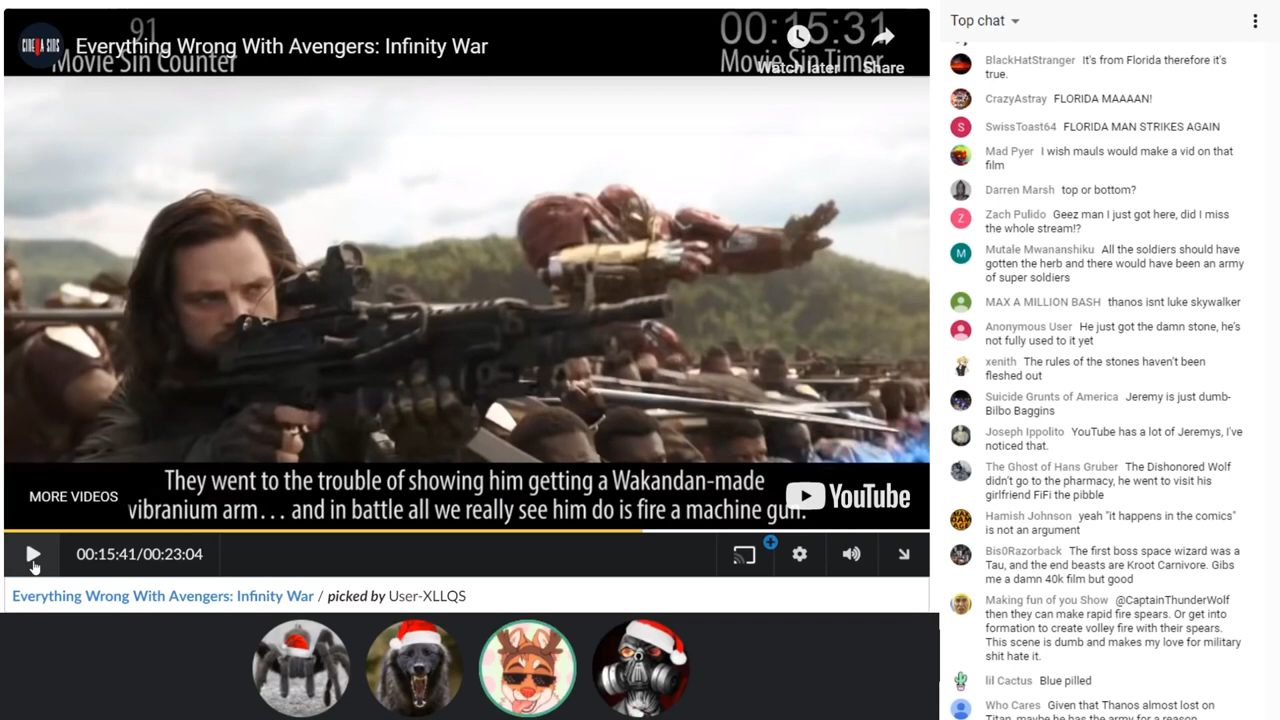 91
00:15:31
CINEMA SINS
Everything Wrong With Avengers: Infinity War
Movie Sin Counter
Movie Sin Timer
Watch later
Share
They went to the trouble of showing him getting a Wakandan-made
vibranium arm… and in battle all we really see him do is fire a machine gun.
MORE VIDEOS
YouTube
00:15:41/00:23:04
Everything Wrong With Avengers: Infinity War / picked by User-XLLQS
Top chat
BlackHatStranger It's from Florida therefore it's
true.
CrazyAstray FLORIDA MAAAAN!
S
SwissToast64 FLORIDA MAN STRIKES AGAIN
Mad Pyer I wish mauls would make a vid on that
film
Darren Marsh top or bottom?
Z
Zach Pulido Geez man I just got here, did I miss
the whole stream!?
M
Mutale Mwananshiku All the soldiers should have
gotten the herb and there would have been an army
of super soldiers
MAX A MILLION BASH thanos isnt luke skywalker
Anonymous User He just got the damn stone, he's
not fully used to it yet
xenith The rules of the stones haven't been
fleshed out
Suicide Grunts of America Jeremy is just dumb-
Bilbo Baggins
Joseph Ippolito YouTube has a lot of Jeremys, I've
noticed that.
The Ghost of Hans Gruber The Dishonored Wolf
didn't go to the pharmacy, he went to visit his
girlfriend FiFi the pibble
Hamish Johnson yeah "it happens in the comics"
is not an argument
Bis0Razorback The first boss space wizard was a
Tau, and the end beasts are Kroot Carnivore. Gibs
me a damn 40k film but good
Making fun of you Show @CaptainThunderWolf
then they can make rapid fire spears. Or get into
formation to create volley fire with their spears.
This scene is dumb and makes my love for military
shit hate it.
lil Cactus Blue pilled
Who Cares Given that Thanos almost lost on
Titan, maybe he has the army for a reason